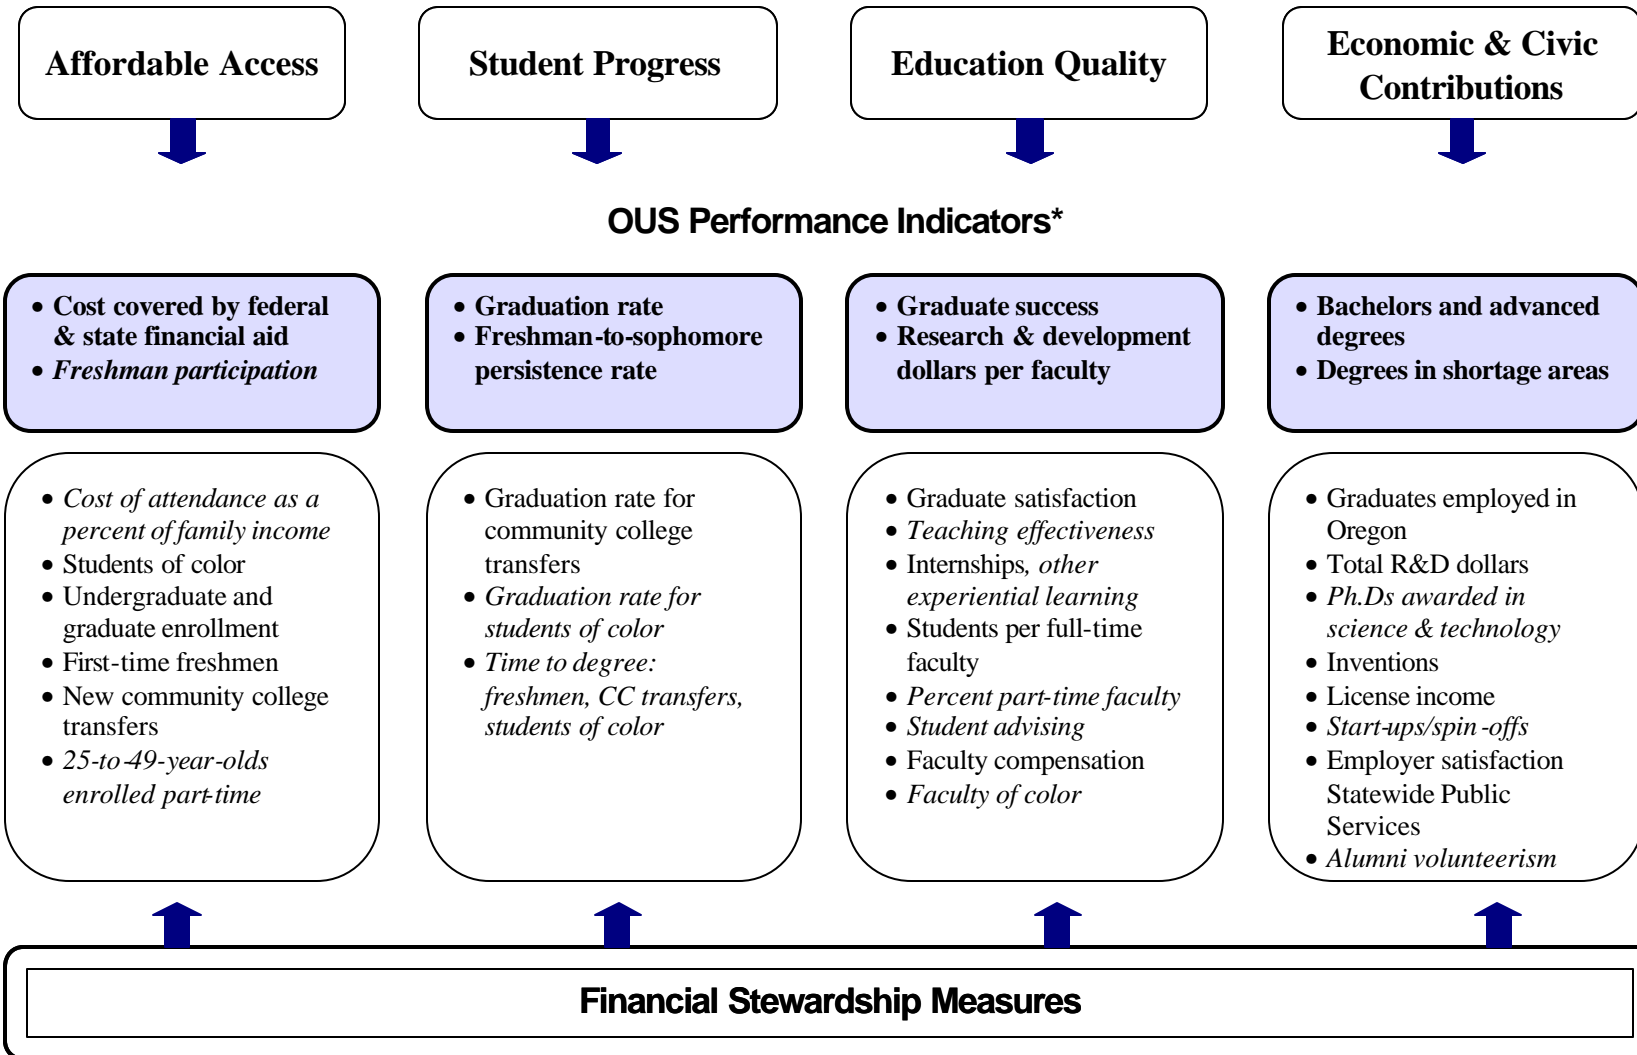 Affordable Access
Student Progress
Education Quality
Economic & Civic
Contributions
OUS Performance Indicators*
• Cost covered by federal
& state financial aid
• Freshman participation
• Graduation rate
• Freshman-to-sophomore
persistence rate
• Graduate success
• Research & development
dollars per faculty
• Bachelors and advanced
degrees
• Degrees in shortage areas
• Cost of attendance as a
percent of family income
• Students of color
• Undergraduate and
graduate enrollment
• First-time freshmen
• New community college
transfers
• 25-to-49-year-olds
enrolled part-time
• Graduation rate for
community college
transfers
• Graduation rate for
students of color
• Time to degree:
freshmen, CC transfers,
students of color
• Graduate satisfaction
• Teaching effectiveness
• Internships, other
experiential learning
• Students per full-time
faculty
• Percent part-time faculty
• Student advising
• Faculty compensation
• Faculty of color
• Graduates employed in
Oregon
• Total R&D dollars
• Ph.Ds awarded in
science & technology
• Inventions
• License income
• Start-ups/spin-offs
• Employer satisfaction
Statewide Public
Services
• Alumni volunteerism
Financial Stewardship Measures